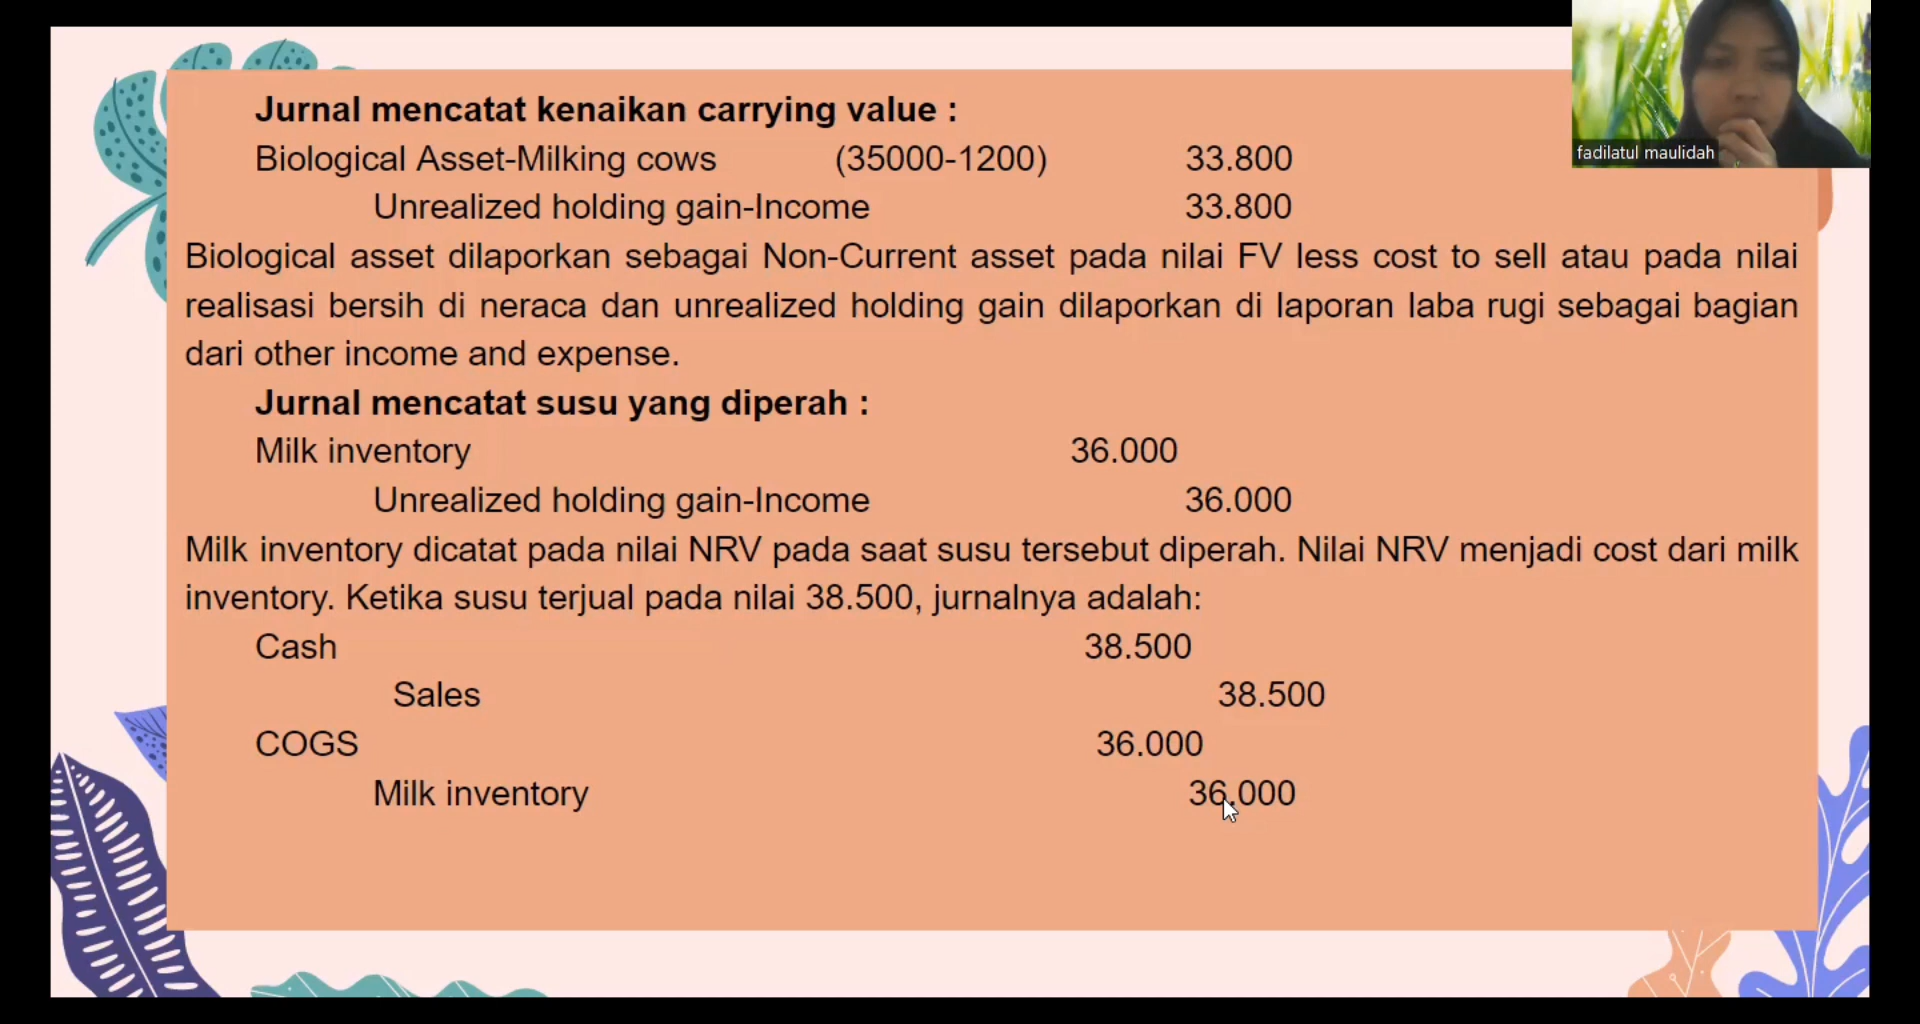 Jurnal mencatat kenaikan carrying value :
Biological Asset-Milking cows (35000-1200) 33.800
Unrealized holding gain-Income 33.800
Biological asset dilaporkan sebagai Non-Current asset pada nilai FV less cost to sell atau pada nilai
realisasi bersih di neraca dan unrealized holding gain dilaporkan di laporan laba rugi sebagai bagian
dari other income and expense.
Jurnal mencatat susu yang diperah :
Milk inventory 36.000
Unrealized holding gain-Income 36.000
Milk inventory dicatat pada nilai NRV pada saat susu tersebut diperah. Nilai NRV menjadi cost dari milk
inventory. Ketika susu terjual pada nilai 38.500, jurnalnya adalah:
Cash 38.500
Sales 38.500
COGS 36.000
Milk inventory 36.000
fadilatul maulidah